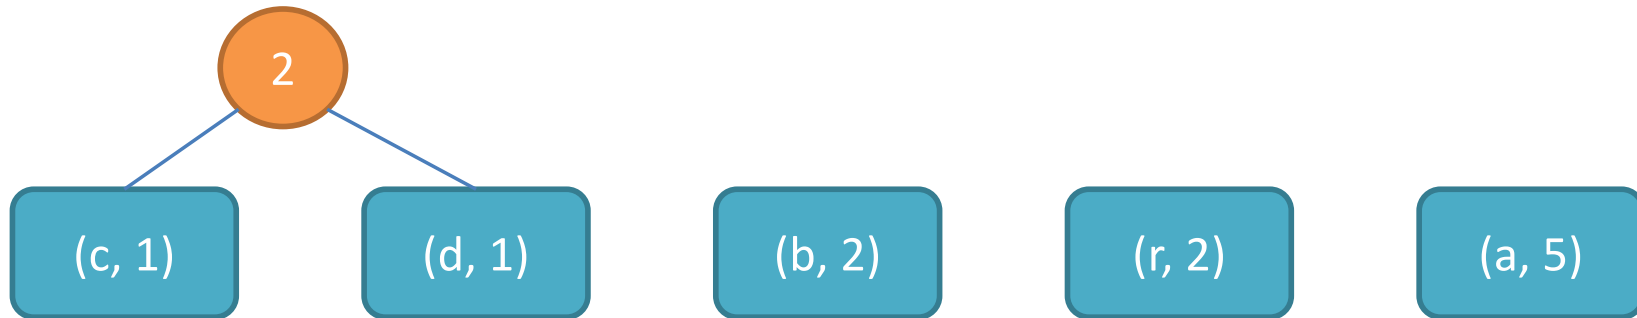 2
(c, 1)
(d, 1)
(b, 2)
(r, 2)
(a, 5)